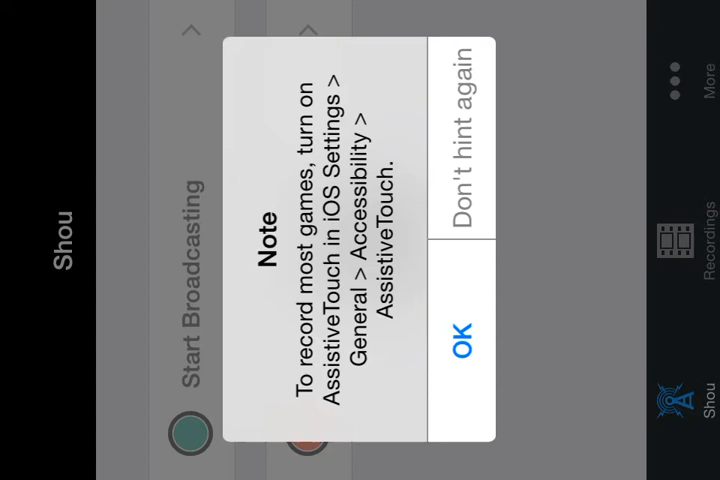 Shou
Start Broadcasting
Note
To record most games, turn on
AssistiveTouch in iOS Settings >
General > Accessibility >
AssistiveTouch.
OK
Don't hint again
Shou
Recordings
More